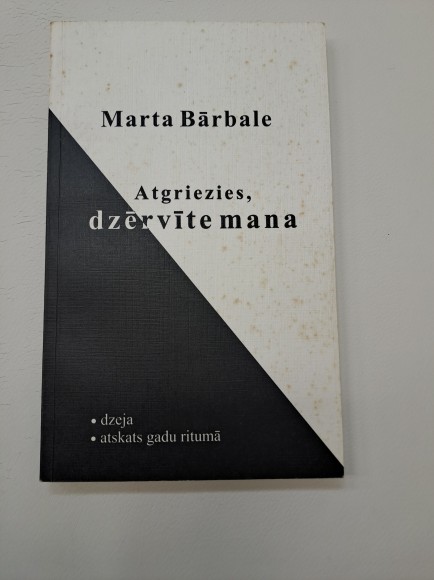 Marta Bārbale
Atgriezies,
dzērvīte mana
• dzeja
• atskats gadu ritumā